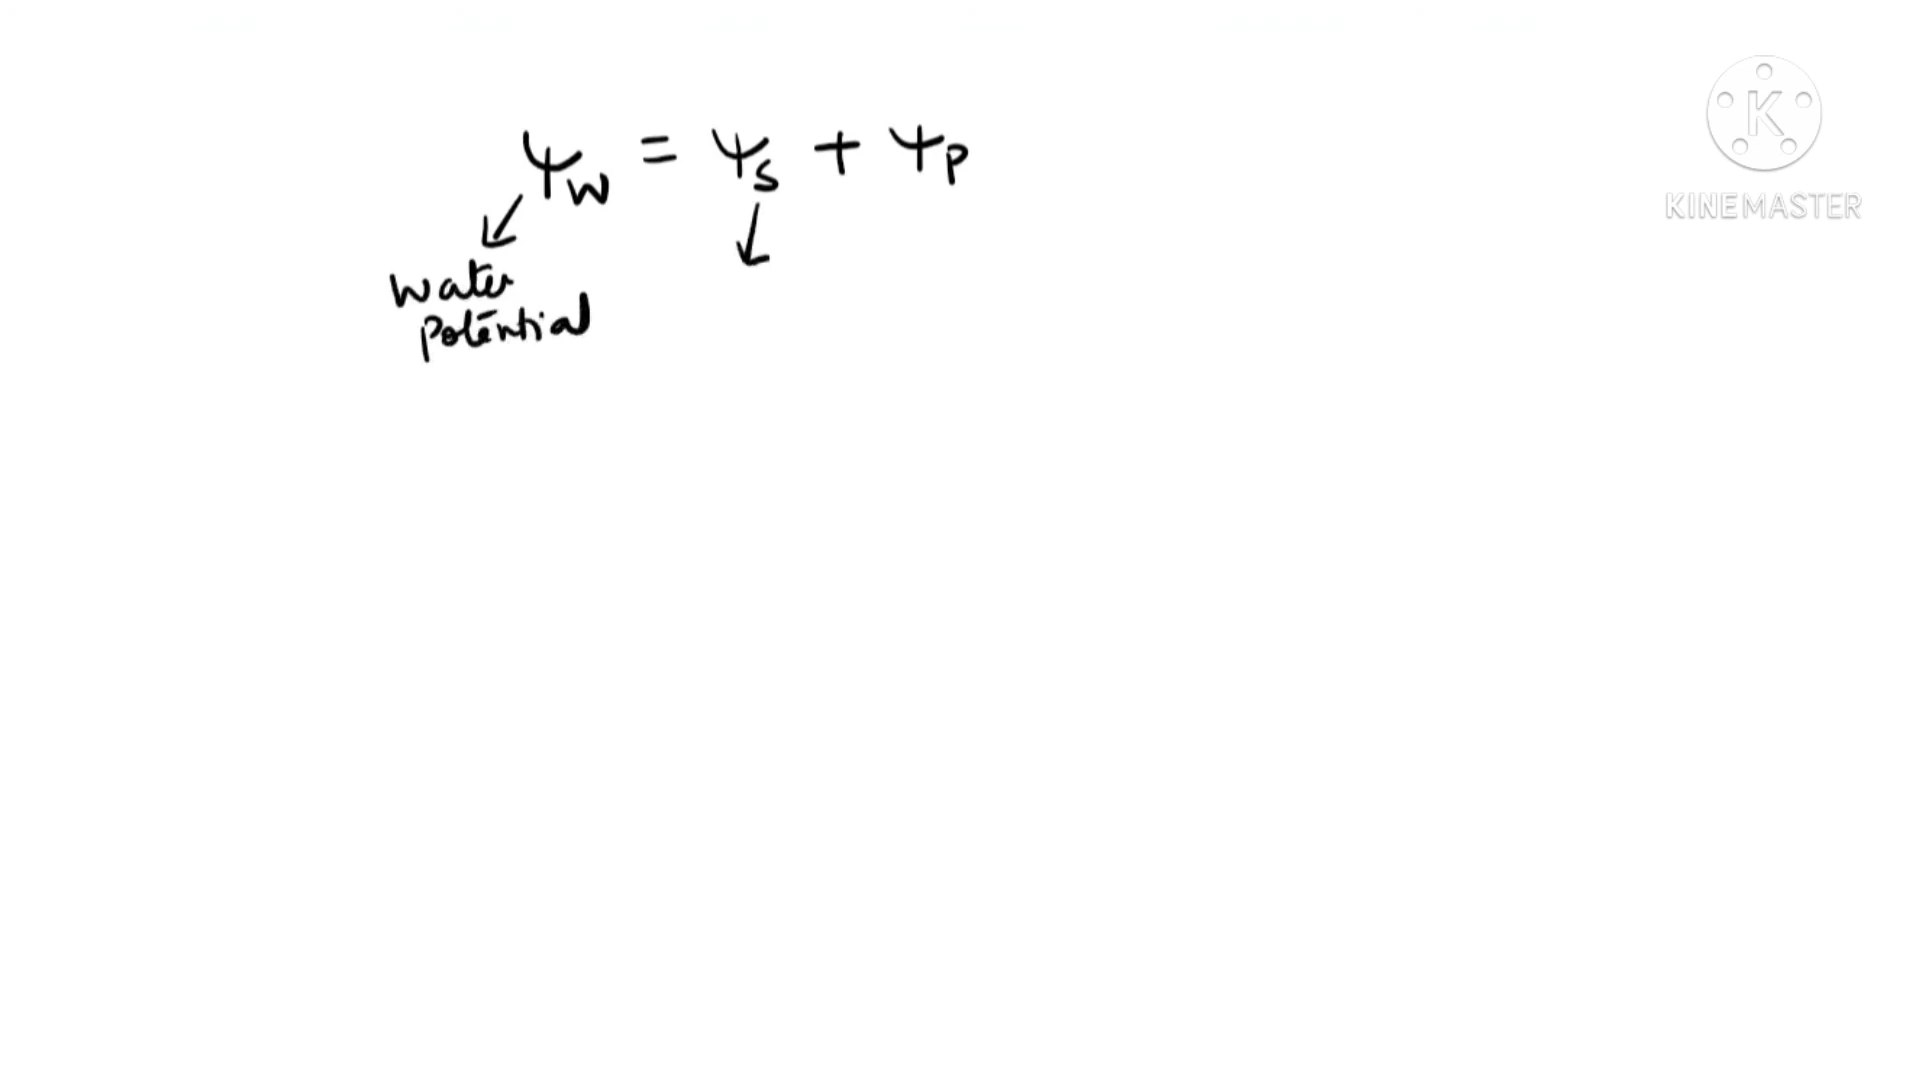 Ψw = Ψs + Ψp
water
potential
KINEMASTER